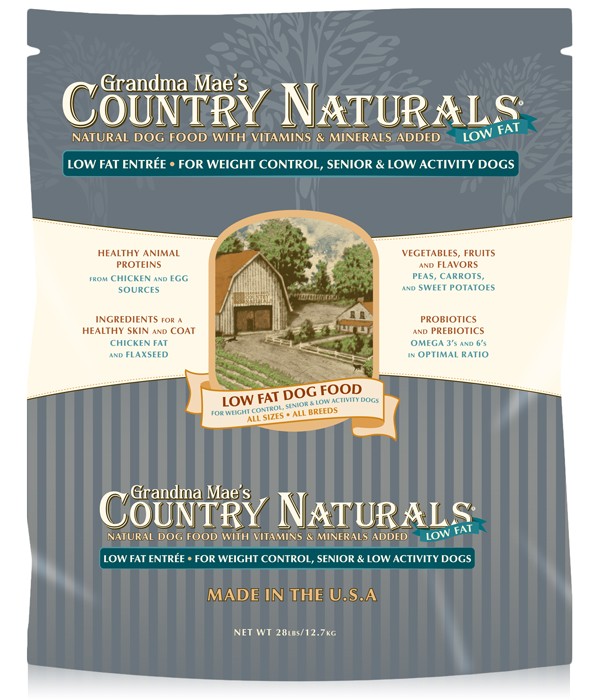 Grandma Mae's
COUNTRY NATURALS®
LOW FAT
NATURAL DOG FOOD WITH VITAMINS & MINERALS ADDED
LOW FAT ENTRÉE • FOR WEIGHT CONTROL, SENIOR & LOW ACTIVITY DOGS
HEALTHY ANIMAL
PROTEINS
FROM CHICKEN AND EGG
SOURCES
INGREDIENTS FOR A
HEALTHY SKIN AND COAT
CHICKEN FAT
AND FLAXSEED
VEGETABLES, FRUITS
AND FLAVORS
PEAS, CARROTS,
AND SWEET POTATOES
PROBIOTICS
AND PREBIOTICS
OMEGA 3's AND 6's
IN OPTIMAL RATIO
LOW FAT DOG FOOD
FOR WEIGHT CONTROL, SENIOR & LOW ACTIVITY DOGS
ALL SIZES • ALL BREEDS
Grandma Mae's
COUNTRY NATURALS®
LOW FAT
NATURAL DOG FOOD WITH VITAMINS & MINERALS ADDED
LOW FAT ENTRÉE • FOR WEIGHT CONTROL, SENIOR & LOW ACTIVITY DOGS
MADE IN THE U.S.A
NET WT 28LBS/12.7KG